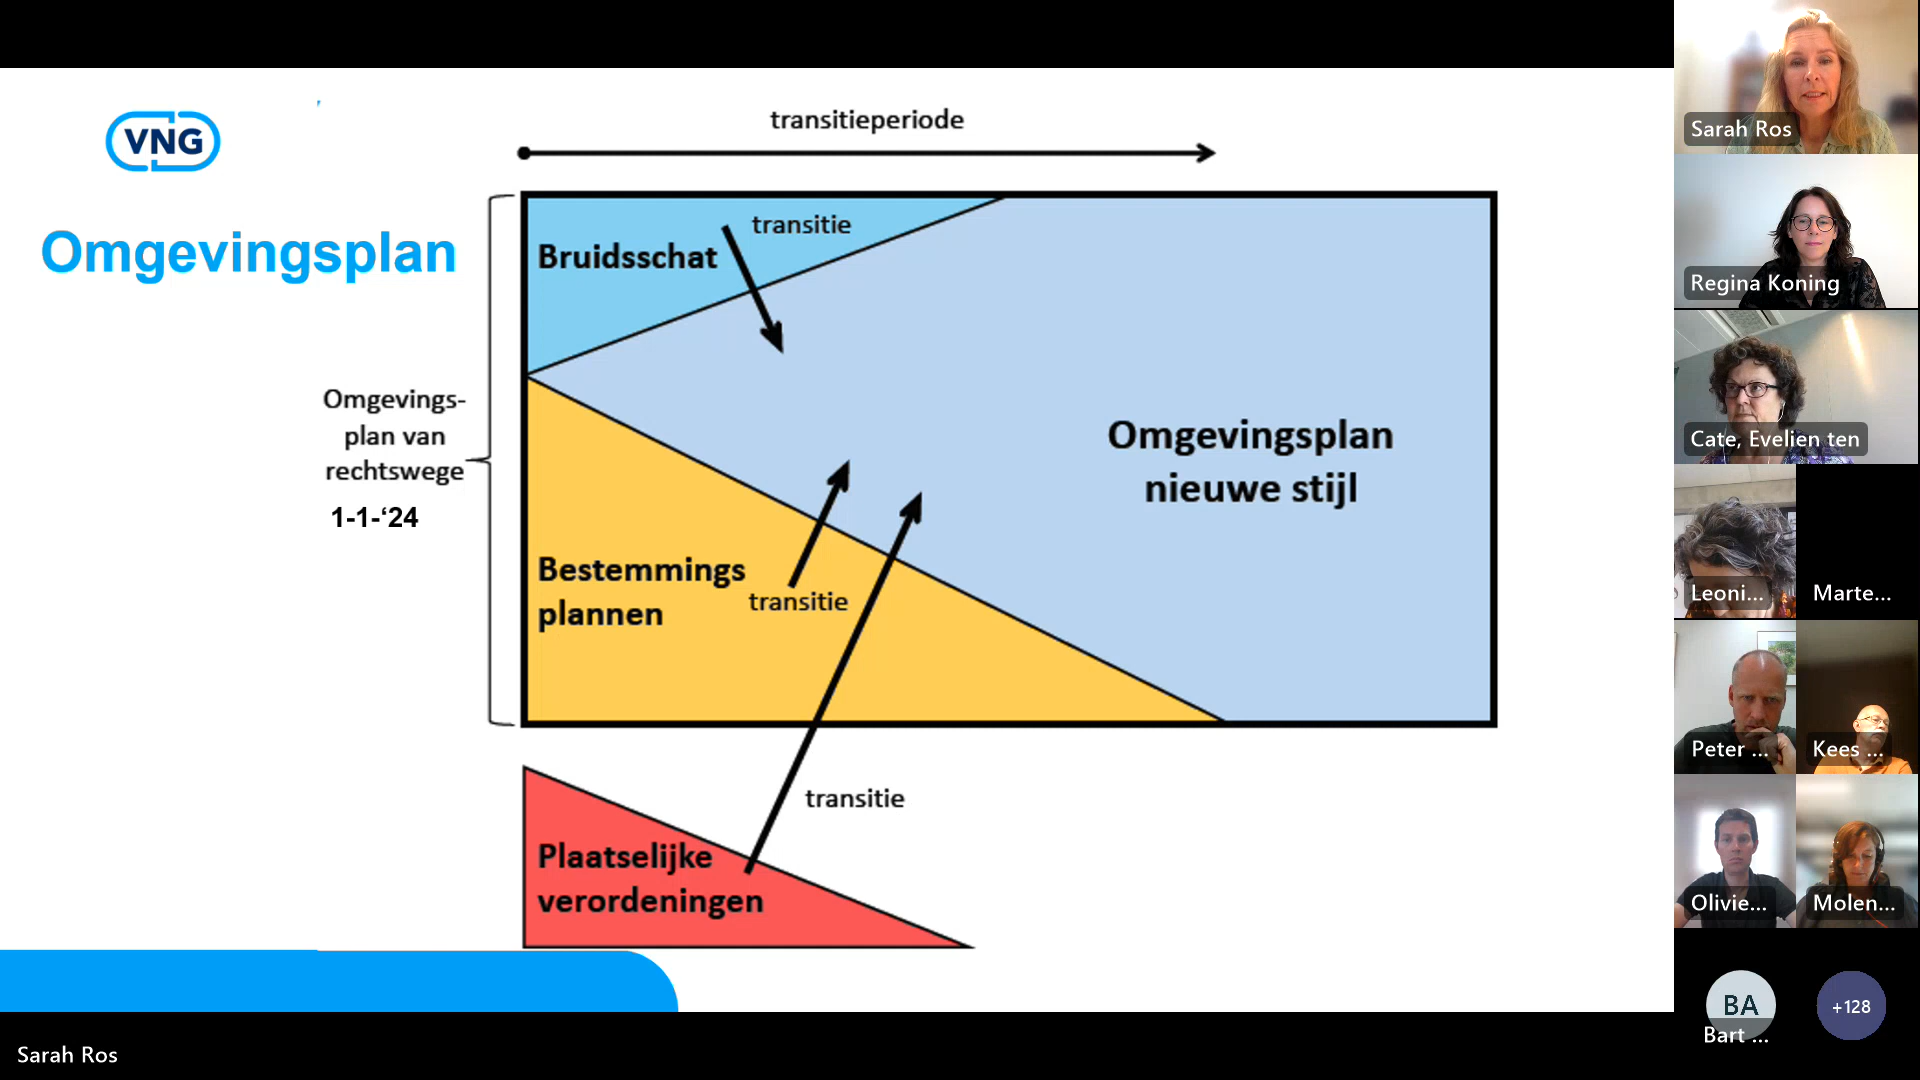 VNG
Omgevingsplan
transitieperiode
Bruidsschat
transitie
Omgevings-
plan van
rechtswege
1-1-‘24
Omgevingsplan
nieuwe stijl
Bestemmings
plannen
transitie
transitie
Plaatselijke
verordeningen
Sarah Ros
Sarah Ros
Regina Koning
Cate, Evelien ten
Leoni...
Marte...
Peter ...
Kees ...
Olivie...
Molen...
BA
Bart ...
+128